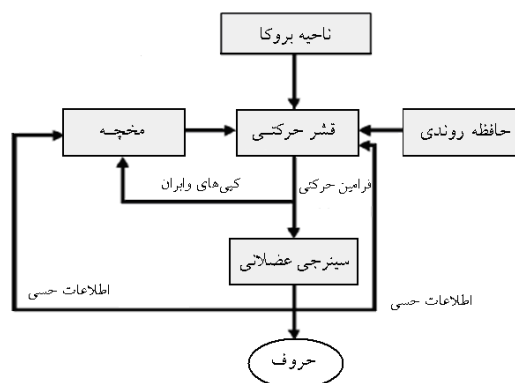 ناحیه بروکا
مخچـه
قشر حرکتـی
حافظه روندی
کپی‌های وابران
فرامین حرکتی
سینرجی عضلانی
اطلاعات حسی
اطلاعات حسی
حروف